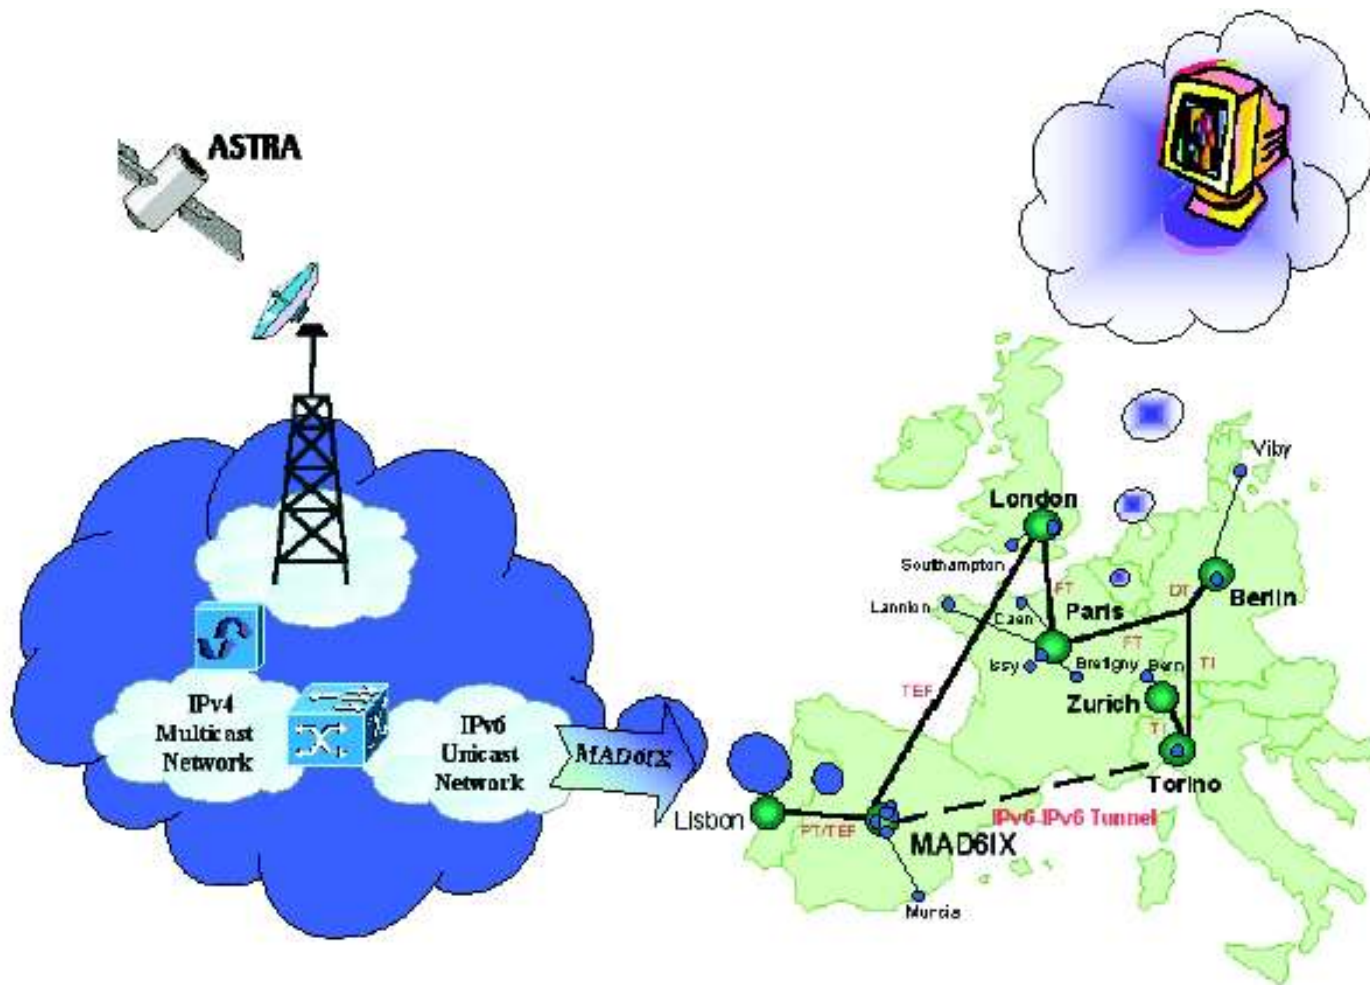 ASTRA
IPv4
Multicast
Network
IPv6
Unicast
Network
MAD6IX
Viby
London
Southampton
Lannion
Caen
FT
Paris
DT
Berlin
Issy
Bretigny
FT
Bern
TI
Zurich
TEF
TI
Torino
Lisbon
PT/TEF
IPv6-IPv6 Tunnel
MAD6IX
Murcia